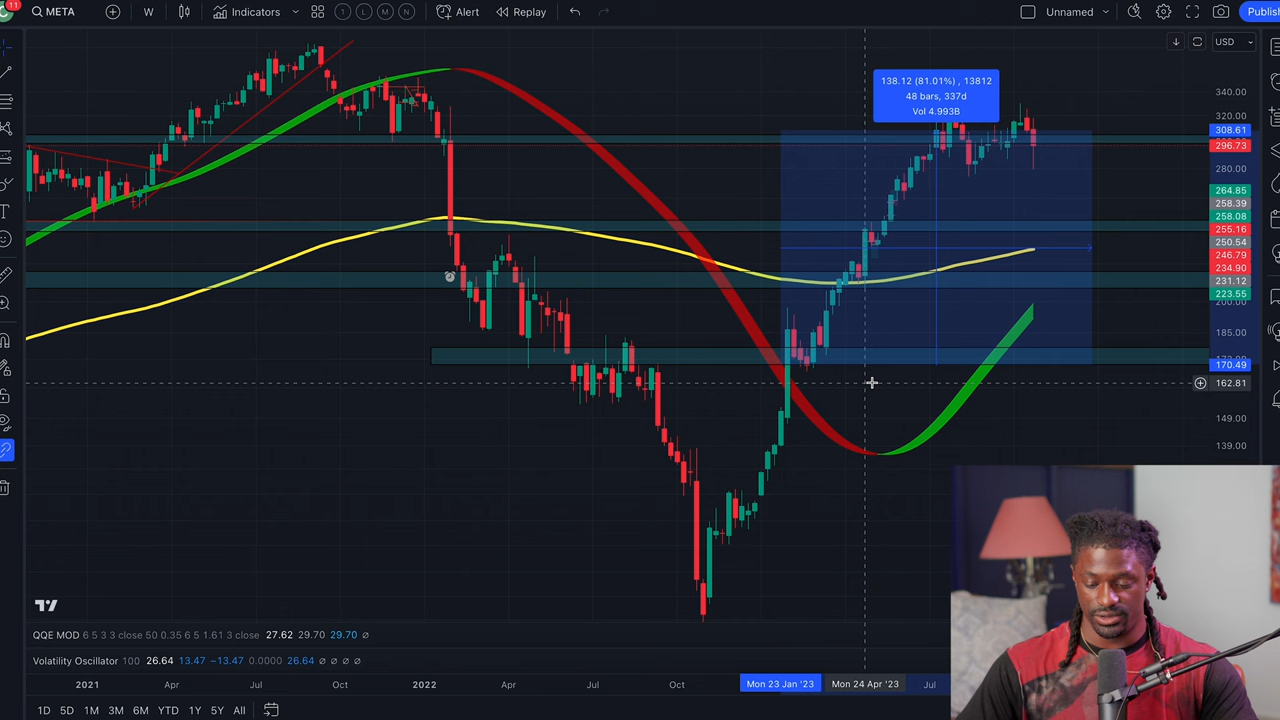 11
META
W
Indicators
1 L M N
Alert
Replay
Unnamed
Publis
USD
138.12 (81.01%) , 13812
48 bars, 337d
Vol 4.993B
340.00
320.00
308.61
296.73
280.00
264.85
258.39
258.08
255.16
250.54
246.79
234.90
231.12
223.55
200.00
185.00
170.49
162.81
149.00
139.00
QQE MOD 6 5 3 3 close 50 0.35 6 5 1.61 3 close 27.62 29.70 29.70 ∅
Volatility Oscillator 100 26.64 13.47 −13.47 0.0000 26.64 ∅ ∅ ∅ ∅
2021 Apr Jul Oct 2022 Apr Jul Oct Mon 23 Jan '23 Mon 24 Apr '23 Jul
1D 5D 1M 3M 6M YTD 1Y 5Y All